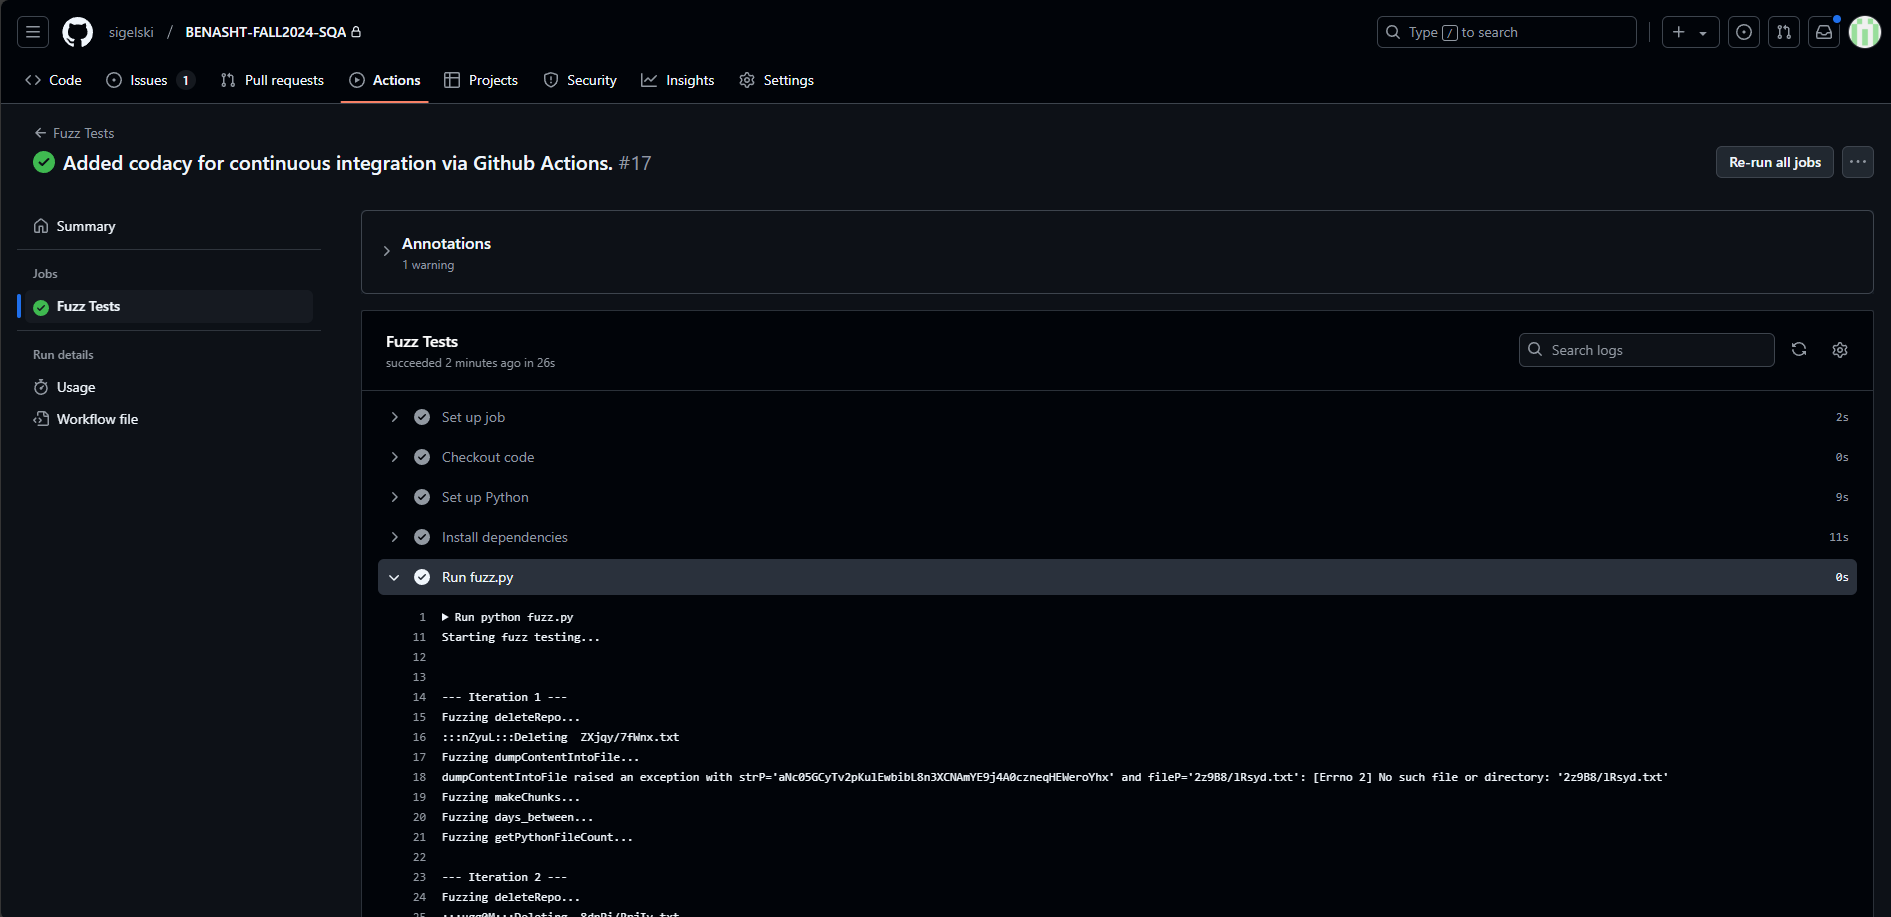 sigelski / BENASHT-FALL2024-SQA
Type / to search
Code
Issues 1
Pull requests
Actions
Projects
Security
Insights
Settings
Fuzz Tests
Added codacy for continuous integration via Github Actions. #17
Re-run all jobs
Summary
Jobs
Fuzz Tests
Run details
Usage
Workflow file
Annotations
1 warning
Fuzz Tests
succeeded 2 minutes ago in 26s
Search logs
Set up job 2s
Checkout code 0s
Set up Python 9s
Install dependencies 11s
Run fuzz.py 0s
1 Run python fuzz.py
11 Starting fuzz testing...
12
13
14 --- Iteration 1 ---
15 Fuzzing deleteRepo...
16 :::nZyuL:::Deleting  ZXjqy/7fWnx.txt
17 Fuzzing dumpContentIntoFile...
18 dumpContentIntoFile raised an exception with strP='aNc05GCyTv2pKulEwbibL8n3XCNAmYE9j4A0czneqHEWeroYhx' and fileP='2z9B8/lRsyd.txt': [Errno 2] No such file or directory: '2z9B8/lRsyd.txt'
19 Fuzzing makeChunks...
20 Fuzzing days_between...
21 Fuzzing getPythonFileCount...
22
23 --- Iteration 2 ---
24 Fuzzing deleteRepo...